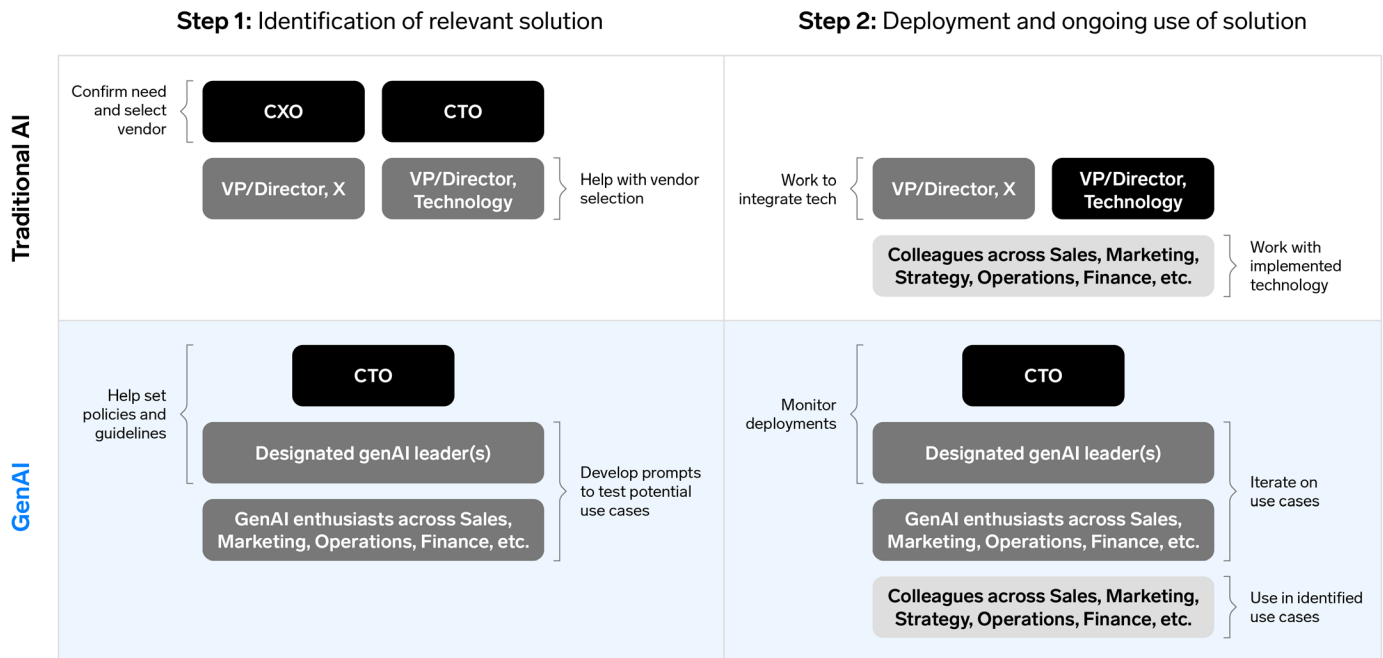 Step 1: Identification of relevant solution
Step 2: Deployment and ongoing use of solution
Traditional AI
Confirm need
and select
vendor
CXO
CTO
VP/Director, X
VP/Director,
Technology
Help with vendor
selection
Work to
integrate tech
VP/Director, X
VP/Director,
Technology
Colleagues across Sales, Marketing,
Strategy, Operations, Finance, etc.
Work with
implemented
technology
GenAI
Help set
policies and
guidelines
CTO
Designated genAI leader(s)
GenAI enthusiasts across Sales,
Marketing, Operations, Finance, etc.
Develop prompts
to test potential
use cases
Monitor
deployments
CTO
Designated genAI leader(s)
GenAI enthusiasts across Sales,
Marketing, Operations, Finance, etc.
Iterate on
use cases
Colleagues across Sales, Marketing,
Strategy, Operations, Finance, etc.
Use in identified
use cases